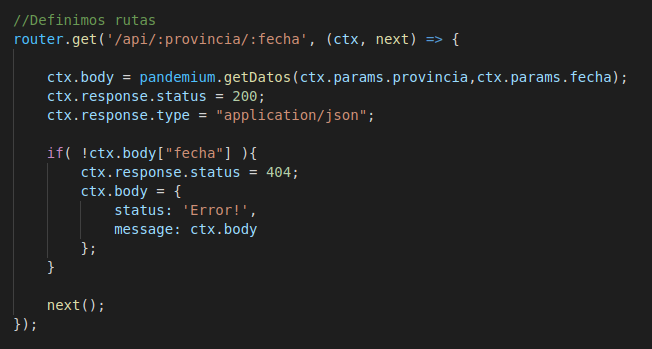 //Definimos rutas
router.get('/api/:provincia/:fecha', (ctx, next) => {
ctx.body = pandemium.getDatos(ctx.params.provincia,ctx.params.fecha);
ctx.response.status = 200;
ctx.response.type = "application/json";
if( !ctx.body["fecha"] ){
ctx.response.status = 404;
ctx.body = {
status: 'Error!',
message: ctx.body
};
}
next();
});